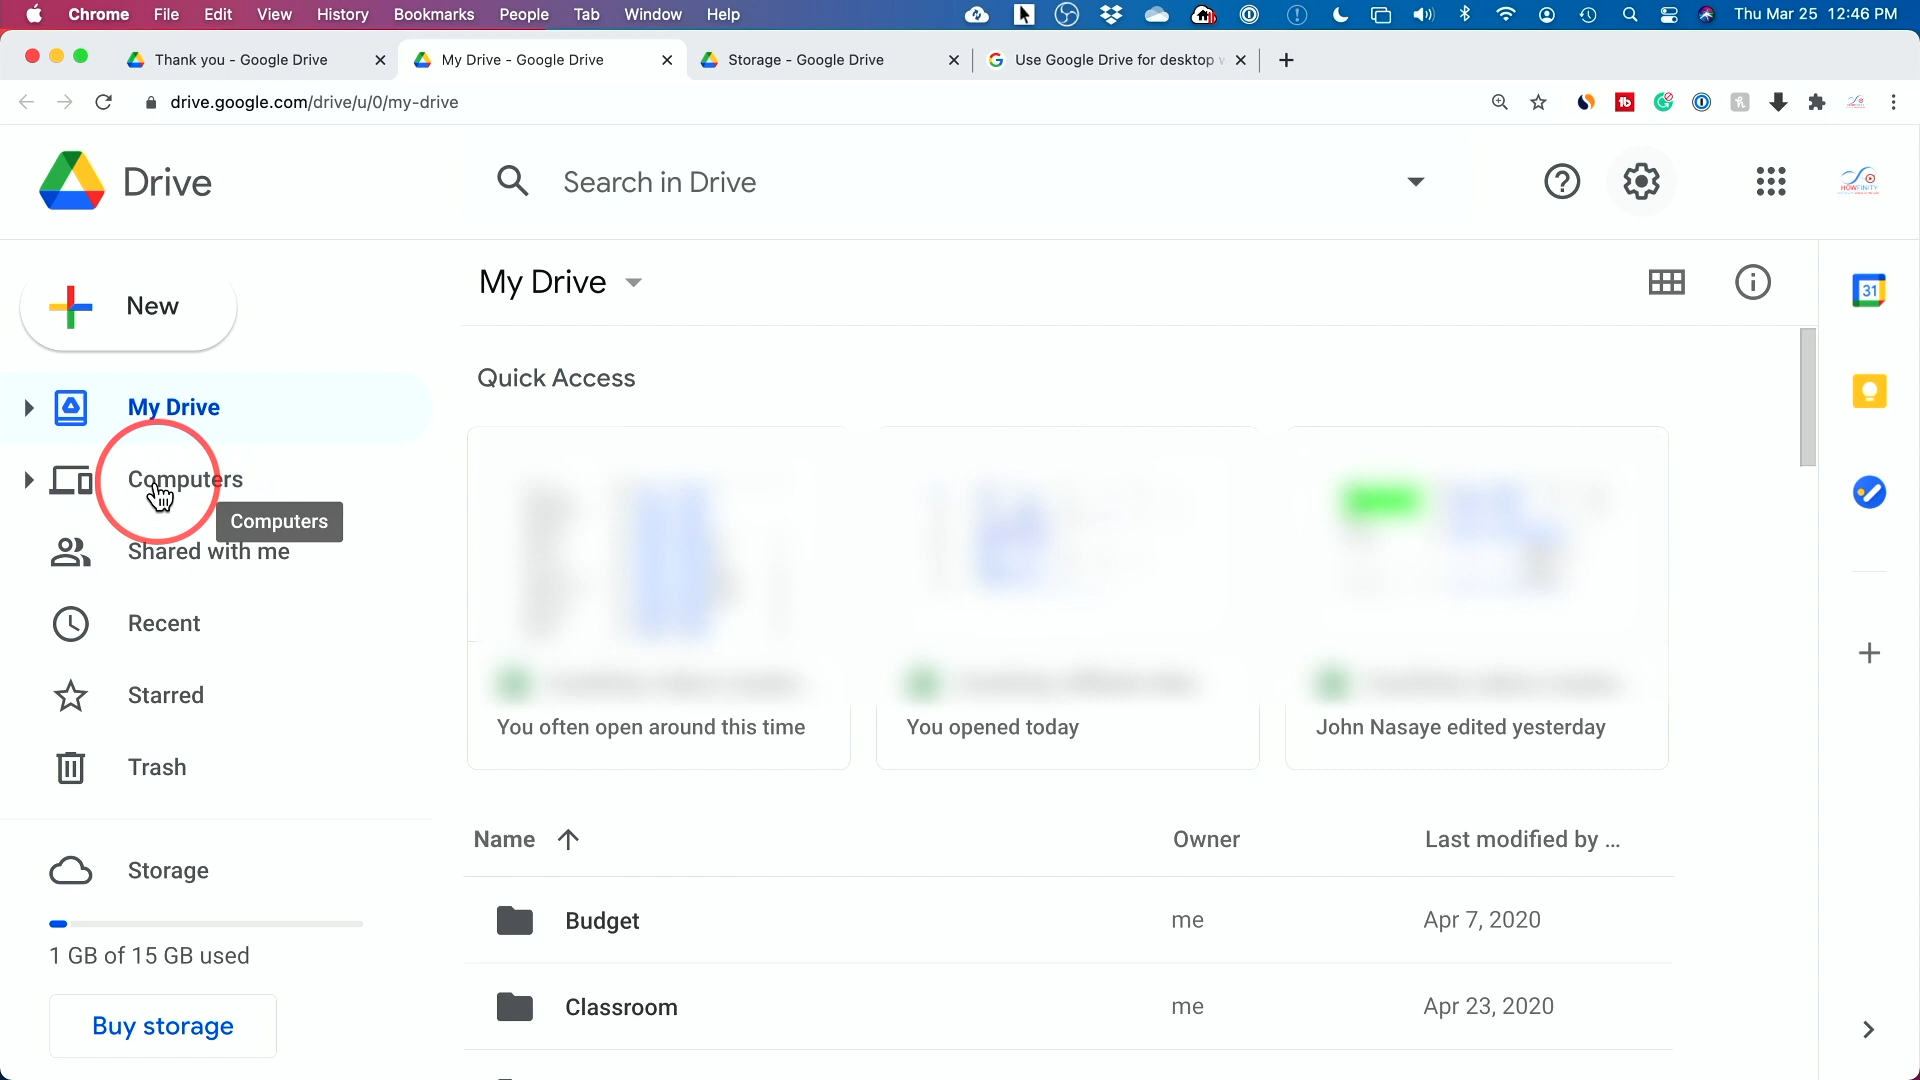 Chrome File Edit View History Bookmarks People Tab Window Help Thu Mar 25 12:46 PM
Thank you - Google Drive My Drive - Google Drive Storage - Google Drive Use Google Drive for desktop
drive.google.com/drive/u/0/my-drive
Drive Search in Drive HOWFINITY
New
My Drive
Computers
Computers
Shared with me
Recent
Starred
Trash
Storage
1 GB of 15 GB used
Buy storage
My Drive
Quick Access
You often open around this time
You opened today
John Nasaye edited yesterday
Name Owner Last modified by ...
Budget me Apr 7, 2020
Classroom me Apr 23, 2020
31